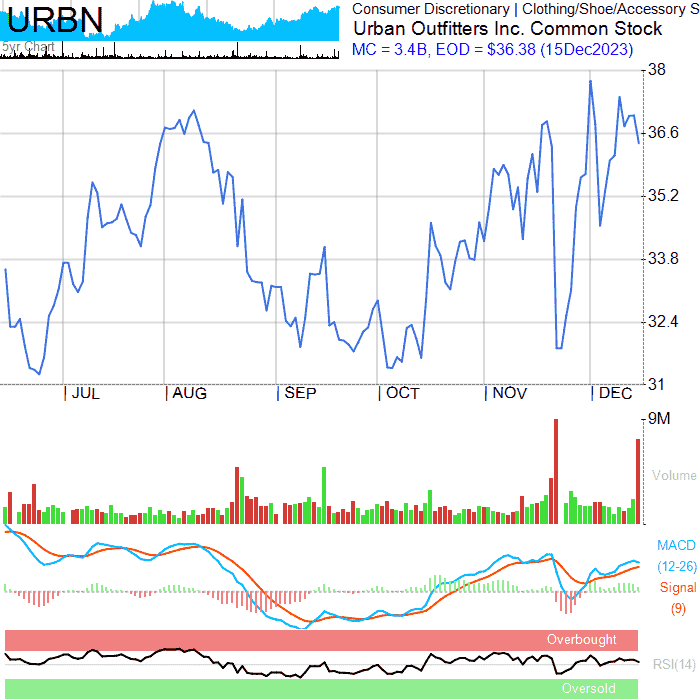 URBN
5yr Chart
Consumer Discretionary | Clothing/Shoe/Accessory S
Urban Outfitters Inc. Common Stock
MC = 3.4B, EOD = $36.38 (15Dec2023)
38
36.6
35.2
33.8
32.4
31
| JUL | AUG | SEP | OCT | NOV | DEC
9M
Volume
MACD
(12-26)
Signal
(9)
Overbought
RSI(14)
Oversold